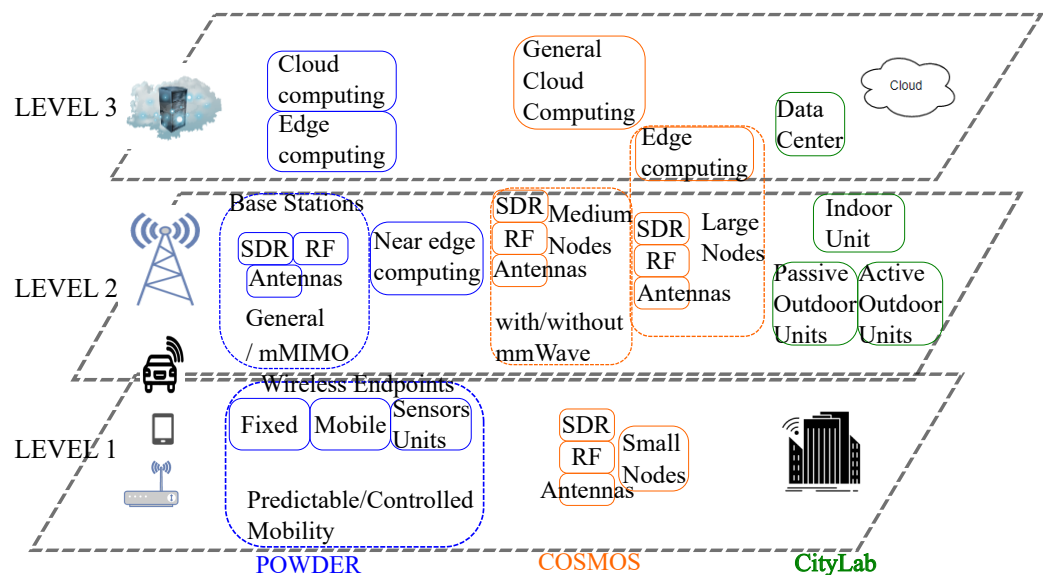 LEVEL 3
Cloud
computing
Edge
computing
General
Cloud
Computing
Edge
computing
Data
Center
Cloud
LEVEL 2
Base Stations
SDR
RF
Antennas
General
/ mMIMO
Near edge
computing
SDR
RF
Antennas
Medium
Nodes
with/without
mmWave
SDR
RF
Antennas
Large
Nodes
Indoor
Unit
Passive
Outdoor
Units
Active
Outdoor
Units
LEVEL 1
Wireless Endpoints
Fixed
Mobile
Sensors
Units
Predictable/Controlled
Mobility
SDR
RF
Antennas
Small
Nodes
POWDER
COSMOS
CityLab